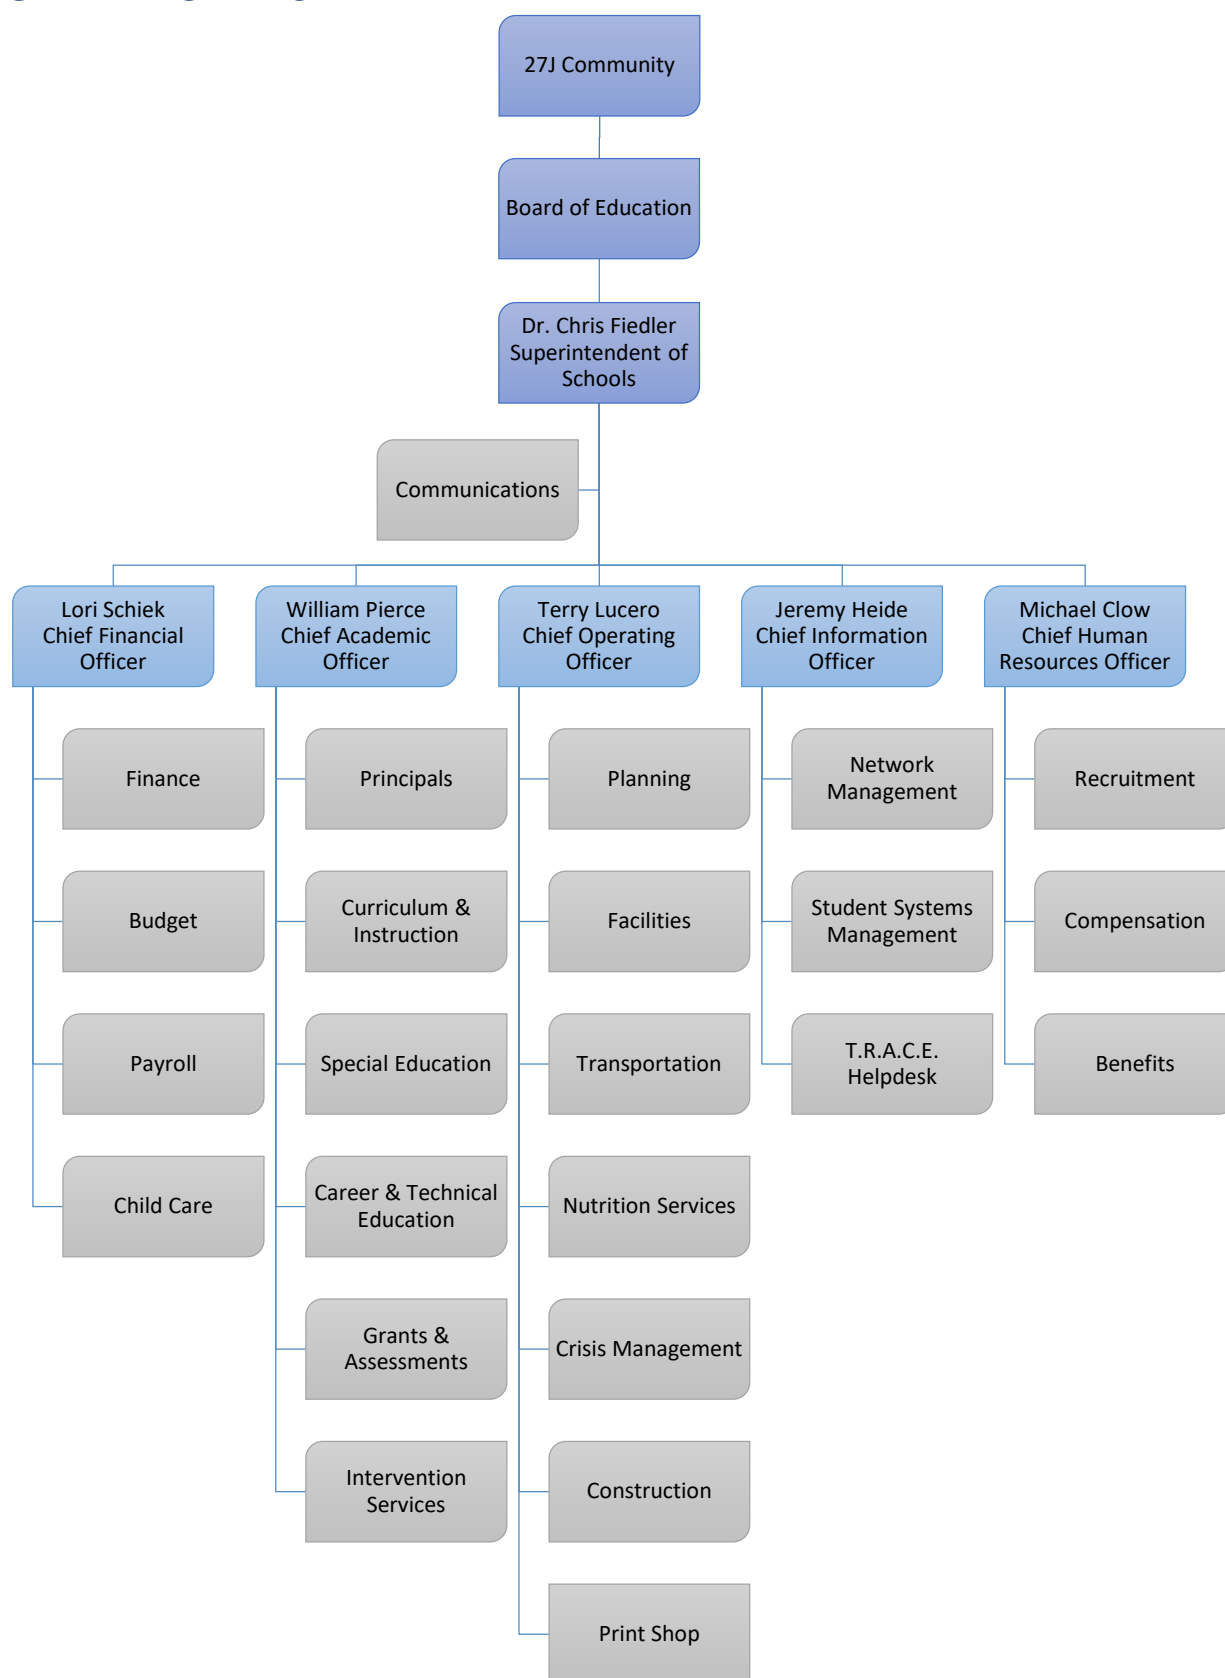 27J Community
Board of Education
Dr. Chris Fiedler
Superintendent of
Schools
Communications
Lori Schiek
Chief Financial
Officer
William Pierce
Chief Academic
Officer
Terry Lucero
Chief Operating
Officer
Jeremy Heide
Chief Information
Officer
Michael Clow
Chief Human
Resources Officer
Finance
Principals
Planning
Network
Management
Recruitment
Budget
Curriculum &
Instruction
Facilities
Student Systems
Management
Compensation
Payroll
Special Education
Transportation
T.R.A.C.E.
Helpdesk
Benefits
Child Care
Career & Technical
Education
Nutrition Services
Grants &
Assessments
Crisis Management
Intervention
Services
Construction
Print Shop